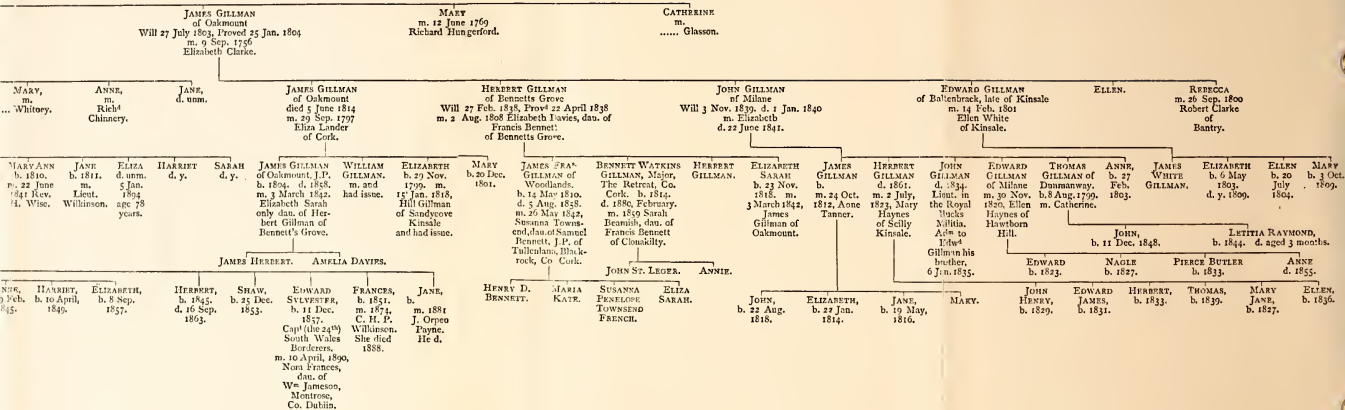 JAMES GILLMAN
of Oakmount
Will 27 July 1803, Proved 25 Jan. 1804
m. 9 Sep. 1756
Elizabeth Clarke.
MARY
m. 12 June 1769
Richard Hungerford.
CATHERINE
m.
...... Glasson.
MARY,
m.
... Whitney.
ANNE,
m.
Richd
Chinnery.
JANE,
d. unm.
JAMES GILLMAN
of Oakmount
died 5 June 1814
m. 29 Sep. 1797
Eliza Lander
of Cork.
HERBERT GILLMAN
of Bennetts Grove
Will 27 Feb. 1838, Provd 22 April 1838
m. 2 Aug. 1808 Elizabeth Davies, dau. of
Francis Bennett
of Bennetts Grove.
JOHN GILLMAN
of Milane
Will 3 Nov. 1839. d. 1 Jan. 1840
m. Elizabeth
d. 22 June 1841.
EDWARD GILLMAN
of Baltenbrack, late of Kinsale
m. 14 Feb. 1801
Ellen White
of Kinsale.
ELLEN.
REBECCA
m. 26 Sep. 1800
Robert Clarke
of
Bantry.
MARY ANN
b. 1810.
m. 22 June
1841 Rev.
H. Wise.
JANE
b. 1811.
m.
Lieut.
Wilkinson.
ELIZA
d. unm.
5 Jan.
1894
age 78
years.
HARRIET
d. y.
SARAH
d. y.
JAMES GILLMAN
of Oakmount, J.P.
b. 1804. d. 1858.
m. 3 March 1842.
Elizabeth Sarah
only dau. of Her-
bert Gillman of
Bennett's Grove.
WILLIAM
GILLMAN.
m. and
had issue.
ELIZABETH
b. 29 Nov.
1799. m.
15 Jan. 1818,
Hill Gillman
of Sandycove
Kinsale
and had issue.
MARY
b. 20 Dec.
1801.
JAMES FRAs
GILLMAN of
Woodlands.
b. 14 May 1810.
d. 5 Aug. 1858.
m. 26 May 1842,
Susanna Towns-
end, dau. of Samuel
Bennett, J.P. of
Tullenlana, Black-
rock, Co Cork.
BENNETT WATKINS
GILLMAN, Major,
The Retreat, Co.
Cork. b. 1814.
d. 1880, February.
m. 1859 Sarah
Beamish, dau. of
Francis Bennett
of Clonakilty.
HERBERT
GILLMAN.
ELIZABETH
SARAH
b. 23 Nov.
1818. m.
3 March 1842,
James
Gillman of
Oakmount.
JAMES
GILLMAN
b.
m. 24 Oct.
1812, Anne
Tanner.
HERBERT
GILLMAN
d. 1861.
m. 2 July,
1823, Mary
Haynes
of Scilly
Kinsale.
JOHN
GILLMAN
d. 1834.
Lieut. in
the Royal
Bucks
Militia.
Adm to
Edwd
Gillman his
brother,
6 Jan. 1835.
EDWARD
GILLMAN
of Milane
m. 30 Nov.
1820, Ellen
Haynes of
Hawthorn
Hill.
THOMAS
GILLMAN of
Dunmanway.
b. 8 Aug. 1799.
m. Catherine.
ANNE,
b. 27
Feb.
1803.
JAMES
WHITE
GILLMAN.
ELIZABETH
b. 6 May
1803.
d. y. 1809.
ELLEN
b. 20
July
1804.
MARY
b. 3 Oct.
1809.
JAMES HERBERT.
AMELIA DAVIES.
JOHN ST. LEGER.
ANNIE.
JOHN,
b. 11 Dec. 1848.
LETITIA RAYMOND,
b. 1844. d. aged 3 months.
EDWARD
b. 1823.
NAGLE
b. 1827.
PIERCE BUTLER
b. 1833.
ANNE
d. 1855.
Feb.
HARRIET,
b. 10 April,
1849.
ELIZABETH,
b. 8 Sep.
1857.
HERBERT,
b. 1845.
d. 16 Sep.
1863.
SHAW,
b. 25 Dec.
1853.
EDWARD
SYLVESTER,
b. 11 Dec.
1857.
Capt (the 24th)
South Wales
Borderers.
m. 10 April, 1890,
Nora Frances,
dau. of
Wm Jameson,
Montrose,
Co. Dublin.
FRANCES,
b. 1851.
m. 1874,
C. H. P.
Wilkinson.
She died
1888.
JANE,
b.
m. 1881
J. Orpen
Payne.
He d.
HENRY D.
BENNETT.
MARIA
KATE.
SUSANNA
PENELOPE
TOWNSEND
FRENCH.
ELIZA
SARAH.
JOHN,
b. 22 Aug.
1818.
ELIZABETH,
b. 22 Jan.
1814.
JANE,
b. 19 May,
1816.
MARY.
JOHN
HENRY,
b. 1829.
EDWARD
JAMES,
b. 1831.
HERBERT,
b. 1833.
THOMAS,
b. 1839.
MARY
JANE,
b. 1827.
ELLEN,
b. 1836.